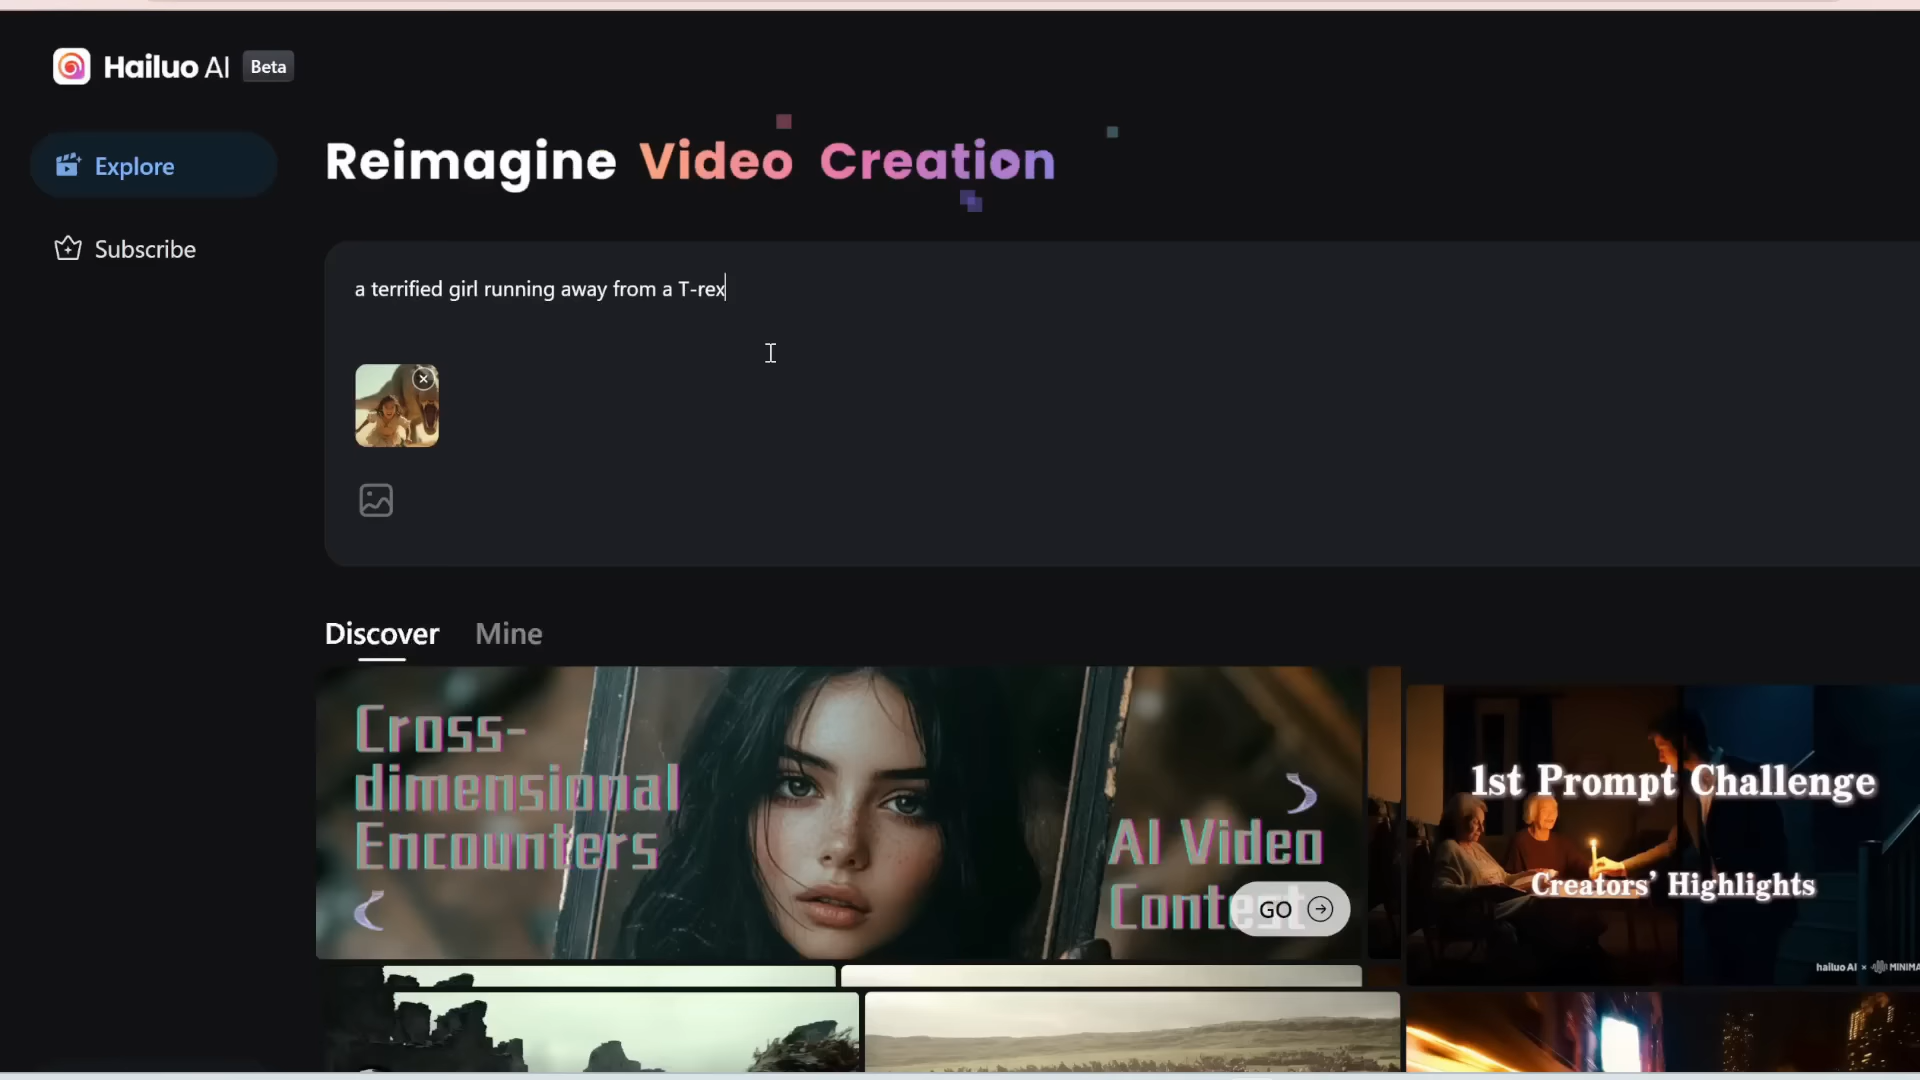 Hailuo AI Beta
Reimagine Video Creation
Explore
Subscribe
a terrified girl running away from a T-rex
Discover Mine
Cross-
dimensional
Encounters
AI Video
Contest
GO
1st Prompt Challenge
Creators' Highlights
hailuo AI × MINIMA